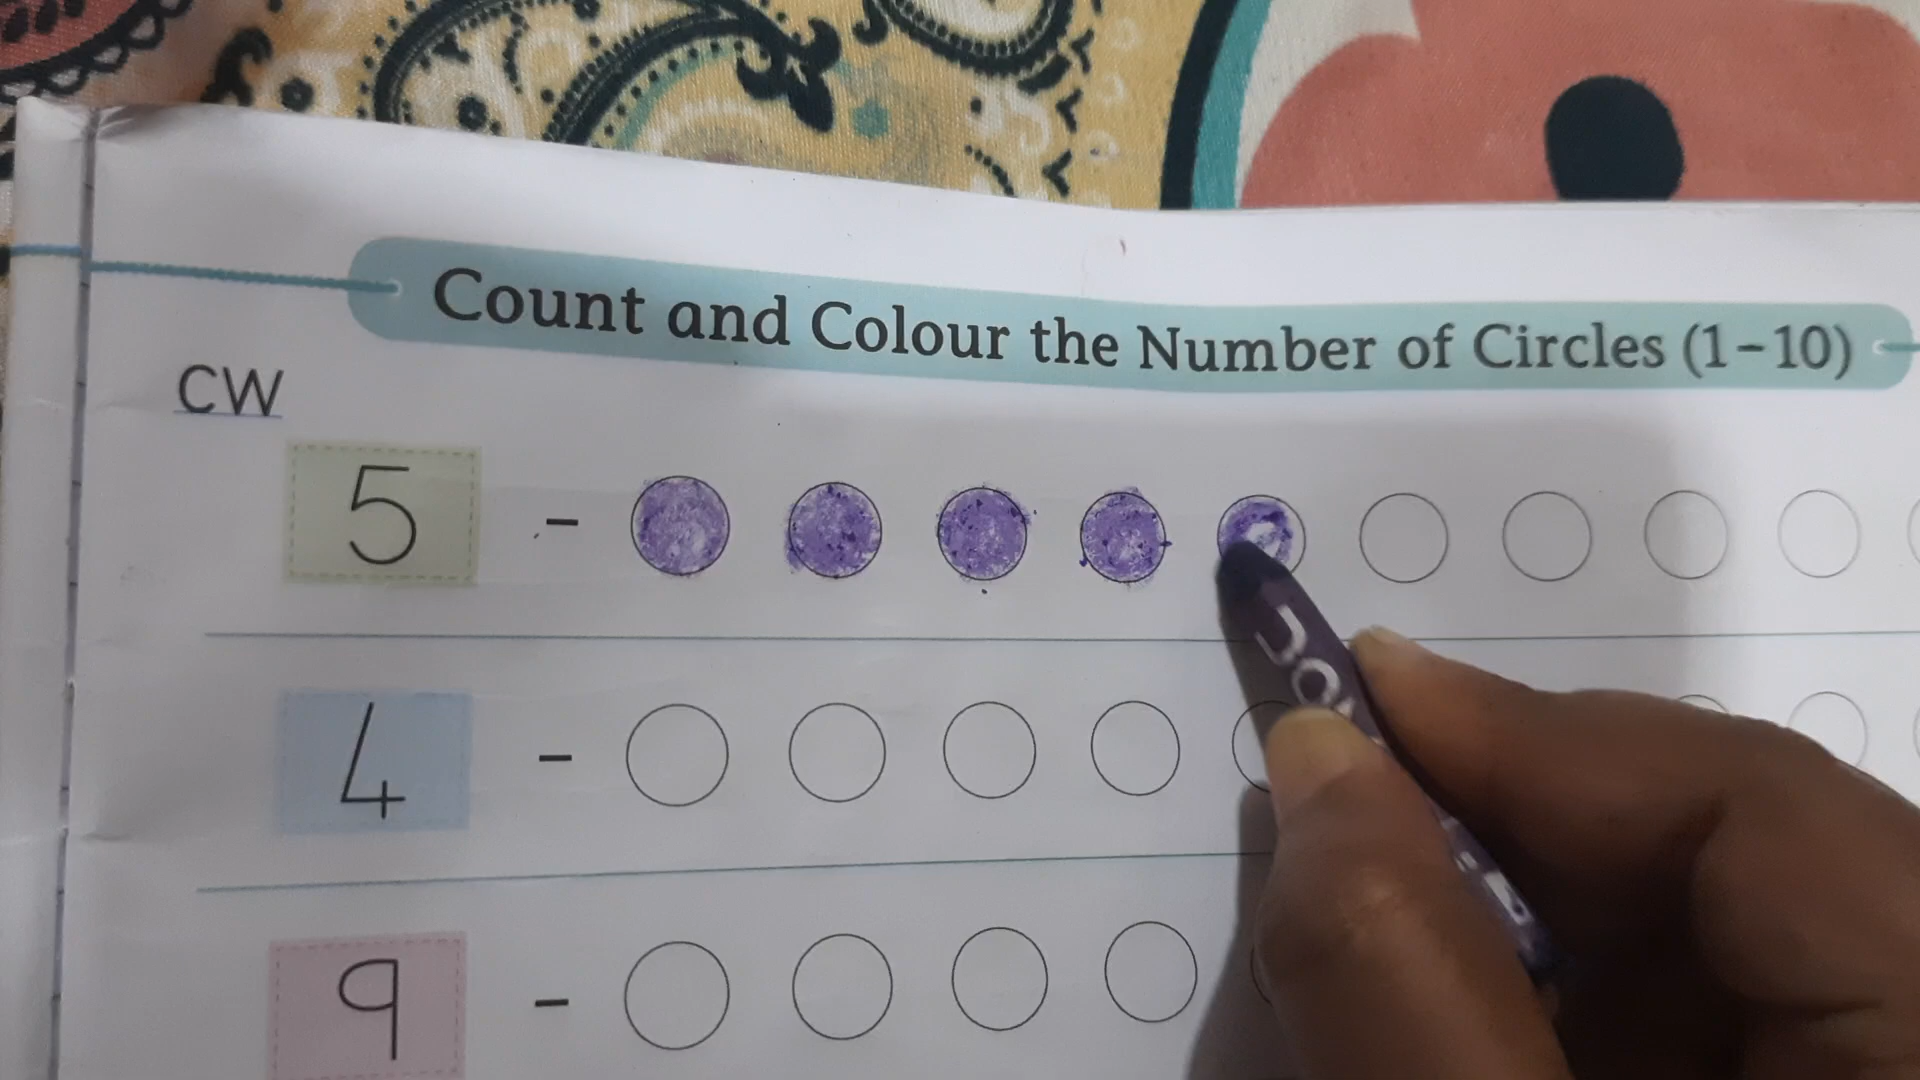 Count and Colour the Number of Circles (1-10)
CW
5 -
4 -
9 -